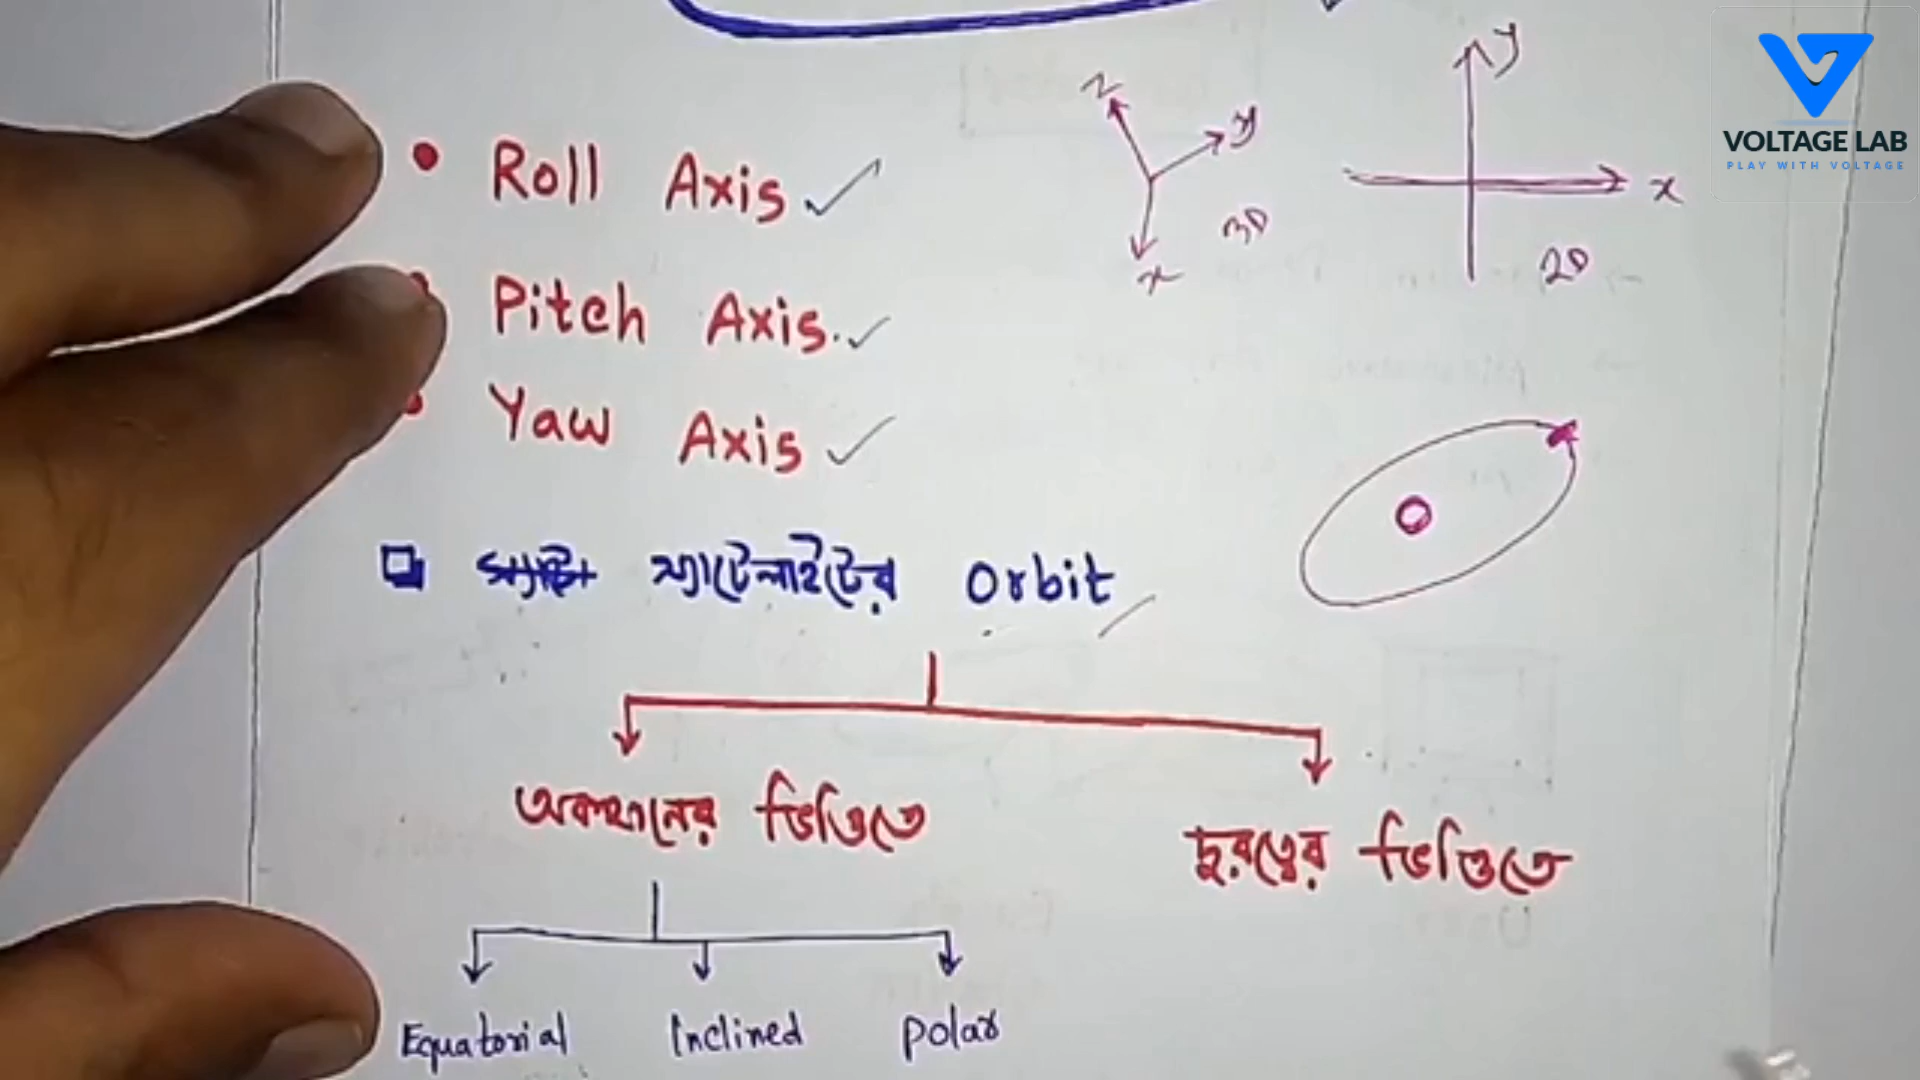 • Roll Axis ✓
• Pitch Axis. ✓
• Yaw Axis ✓
z
y
x
3D
y
x
2D
VOLTAGE LAB
PLAY WITH VOLTAGE
স্যাটেলাইটের Orbit
অবস্থানের ভিত্তিতে
দুরত্বের ভিত্তিতে
Equatorial Inclined Polar